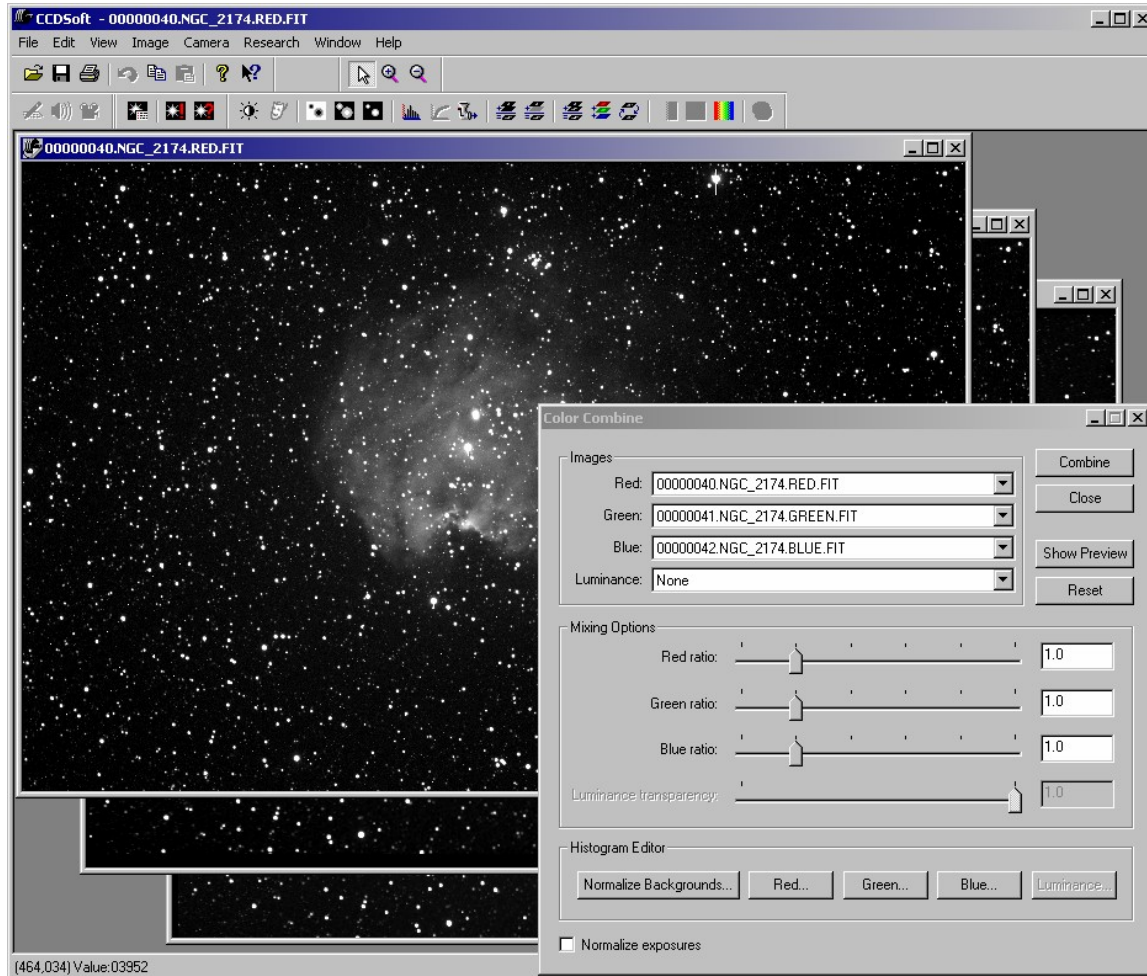 CCDSoft - 00000040.NGC_2174.RED.FIT
File Edit View Image Camera Research Window Help
00000040.NGC_2174.RED.FIT
Color Combine
Images
Red: 00000040.NGC_2174.RED.FIT
Combine
Green: 00000041.NGC_2174.GREEN.FIT
Close
Blue: 00000042.NGC_2174.BLUE.FIT
Show Preview
Luminance: None
Reset
Mixing Options
Red ratio: 1.0
Green ratio: 1.0
Blue ratio: 1.0
Luminance transparency: 1.0
Histogram Editor
Normalize Backgrounds... Red... Green... Blue... Luminance...
Normalize exposures
(464,034) Value:03952